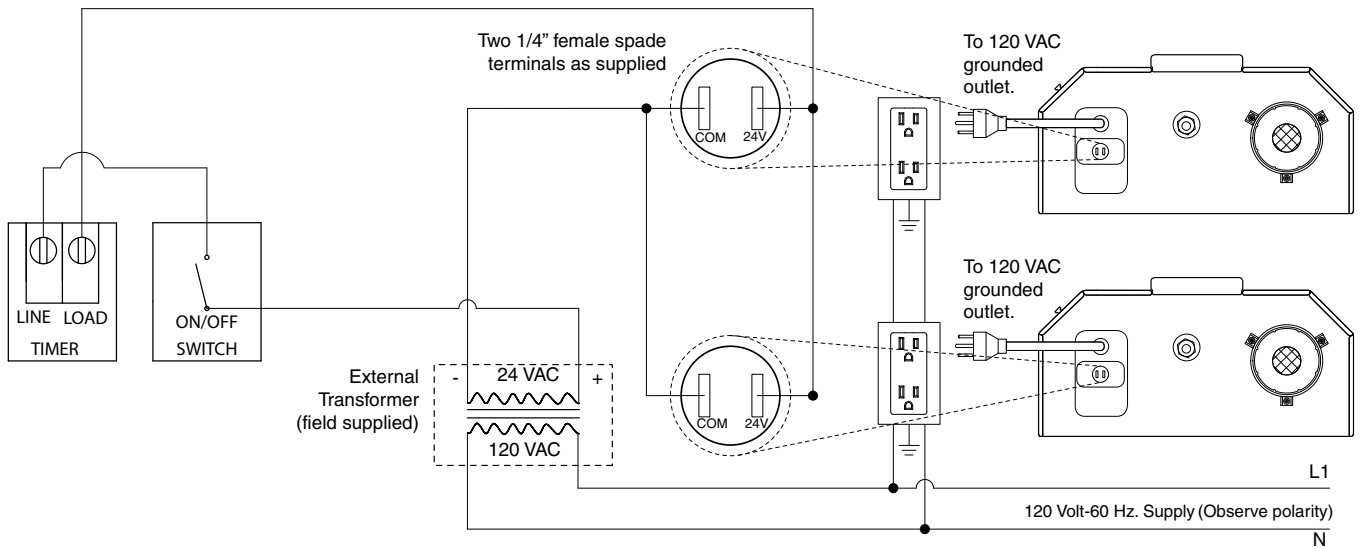 Two 1/4” female spade
terminals as supplied
To 120 VAC
grounded
outlet.
COM
24V
LINE
LOAD
TIMER
ON/OFF
SWITCH
To 120 VAC
grounded
outlet.
External
Transformer
(field supplied)
-
24 VAC
+
120 VAC
COM
24V
L1
120 Volt-60 Hz. Supply (Observe polarity)
N